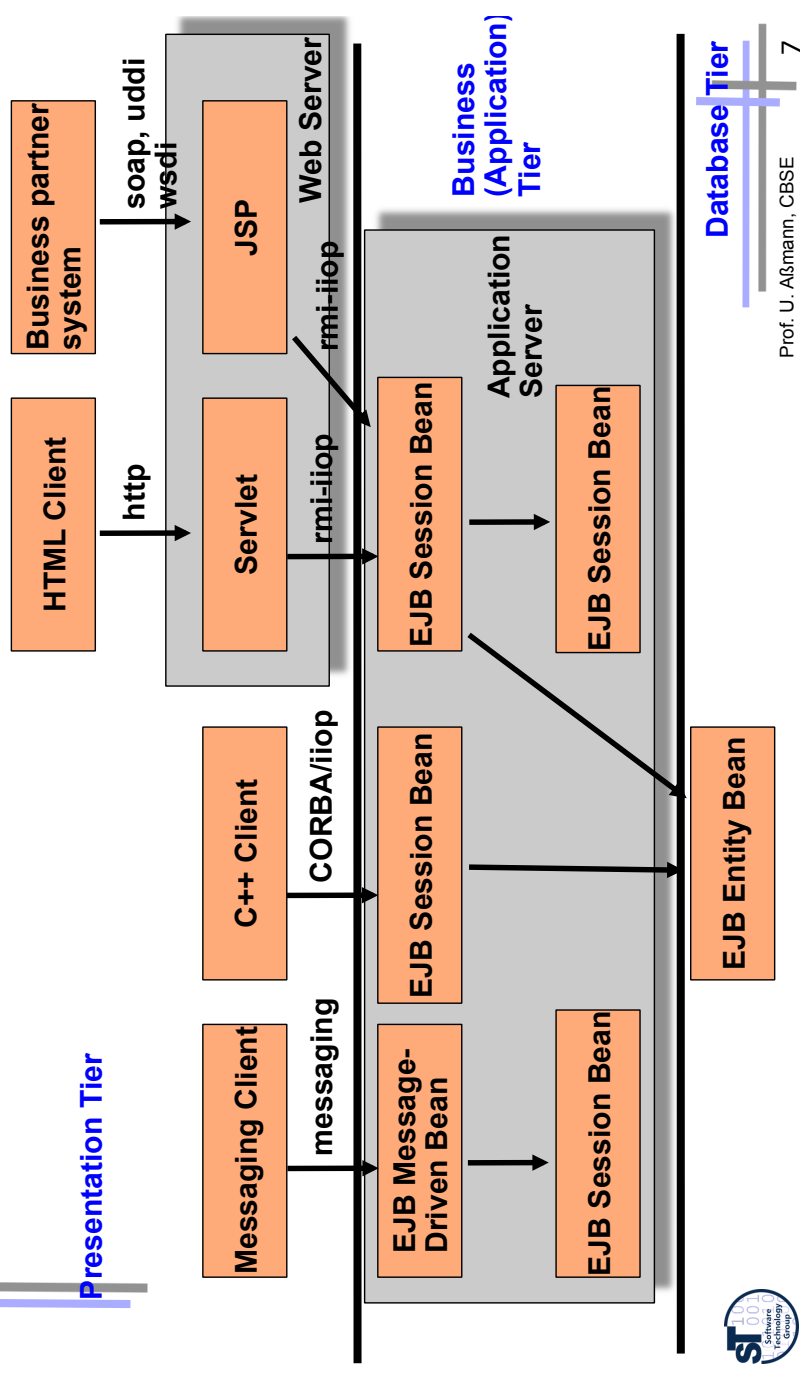 Presentation Tier
HTML Client
Business partner
system
http
soap, uddi
wsdi
Messaging Client
C++ Client
Servlet
JSP
Web Server
messaging
CORBA/iiop
rmi-iiop
rmi-iiop
Business
(Application)
Tier
EJB Message-
Driven Bean
EJB Session Bean
EJB Session Bean
Application
Server
EJB Session Bean
EJB Session Bean
EJB Entity Bean
Database Tier
ST
Software
Technology
Group
Prof. U. Aßmann, CBSE
7